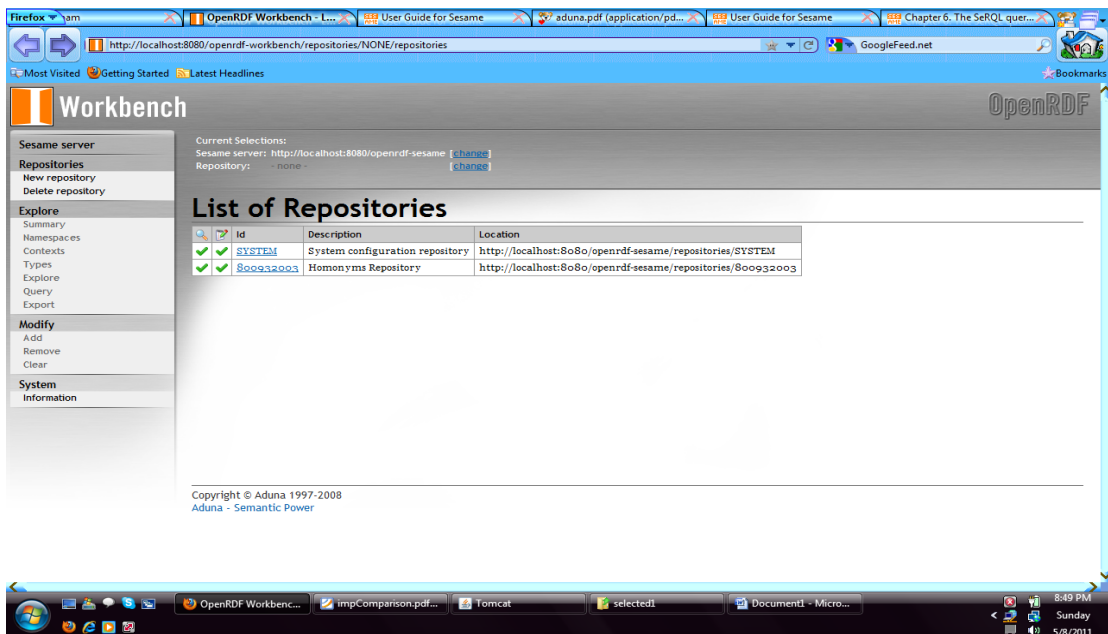 Firefox am
OpenRDF Workbench - L...
User Guide for Sesame
aduna.pdf (application/pd...
User Guide for Sesame
Chapter 6. The SeRQL quer...
http://localhost:8080/openrdf-workbench/repositories/NONE/repositories
GoogleFeed.net
Most Visited Getting Started Latest Headlines
Bookmarks
Workbench
OpenRDF
Sesame server
Repositories
New repository
Delete repository
Explore
Summary
Namespaces
Contexts
Types
Explore
Query
Export
Modify
Add
Remove
Clear
System
Information
Current Selections:
Sesame server: http://localhost:8080/openrdf-sesame [change]
Repository: - none - [change]
List of Repositories
Id Description Location
SYSTEM System configuration repository http://localhost:8080/openrdf-sesame/repositories/SYSTEM
800932003 Homonyms Repository http://localhost:8080/openrdf-sesame/repositories/800932003
Copyright © Aduna 1997-2008
Aduna - Semantic Power
OpenRDF Workbenc...
impComparison.pdf...
Tomcat
selected1
Document1 - Micro...
8:49 PM
Sunday
5/8/2011